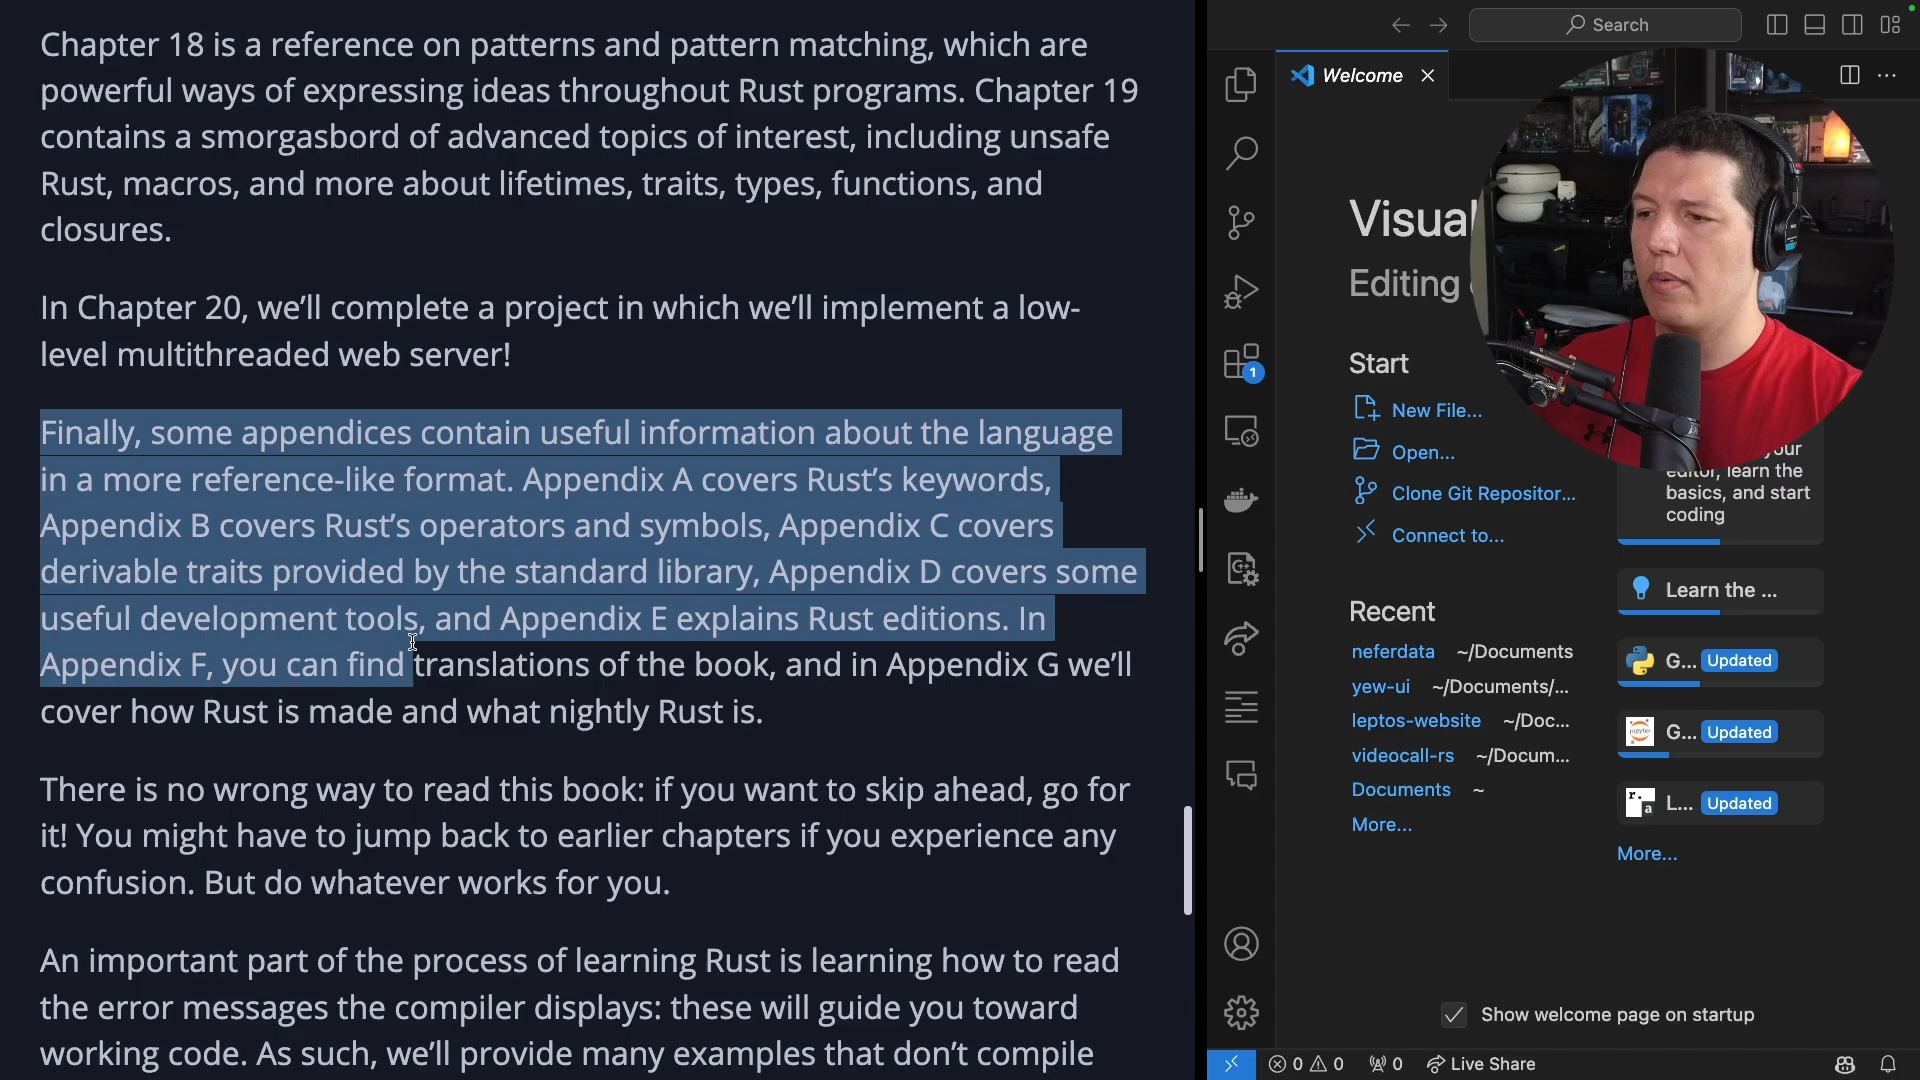 Chapter 18 is a reference on patterns and pattern matching, which are
powerful ways of expressing ideas throughout Rust programs. Chapter 19
contains a smorgasbord of advanced topics of interest, including unsafe
Rust, macros, and more about lifetimes, traits, types, functions, and
closures.
In Chapter 20, we’ll complete a project in which we’ll implement a low-
level multithreaded web server!
Finally, some appendices contain useful information about the language
in a more reference-like format. Appendix A covers Rust’s keywords,
Appendix B covers Rust’s operators and symbols, Appendix C covers
derivable traits provided by the standard library, Appendix D covers some
useful development tools, and Appendix E explains Rust editions. In
Appendix F, you can find translations of the book, and in Appendix G we’ll
cover how Rust is made and what nightly Rust is.
There is no wrong way to read this book: if you want to skip ahead, go for
it! You might have to jump back to earlier chapters if you experience any
confusion. But do whatever works for you.
An important part of the process of learning Rust is learning how to read
the error messages the compiler displays: these will guide you toward
working code. As such, we’ll provide many examples that don’t compile
Search
Welcome
Visual
Editing
Start
New File...
Open...
Clone Git Repositor...
Connect to...
Recent
neferdata ~/Documents
yew-ui ~/Documents/...
leptos-website ~/Doc...
videocall-rs ~/Docum...
Documents ~
More...
your
editor, learn the
basics, and start
coding
Learn the ...
G... Updated
jupyter G... Updated
r. a L... Updated
More...
1
Show welcome page on startup
0 0 0 Live Share